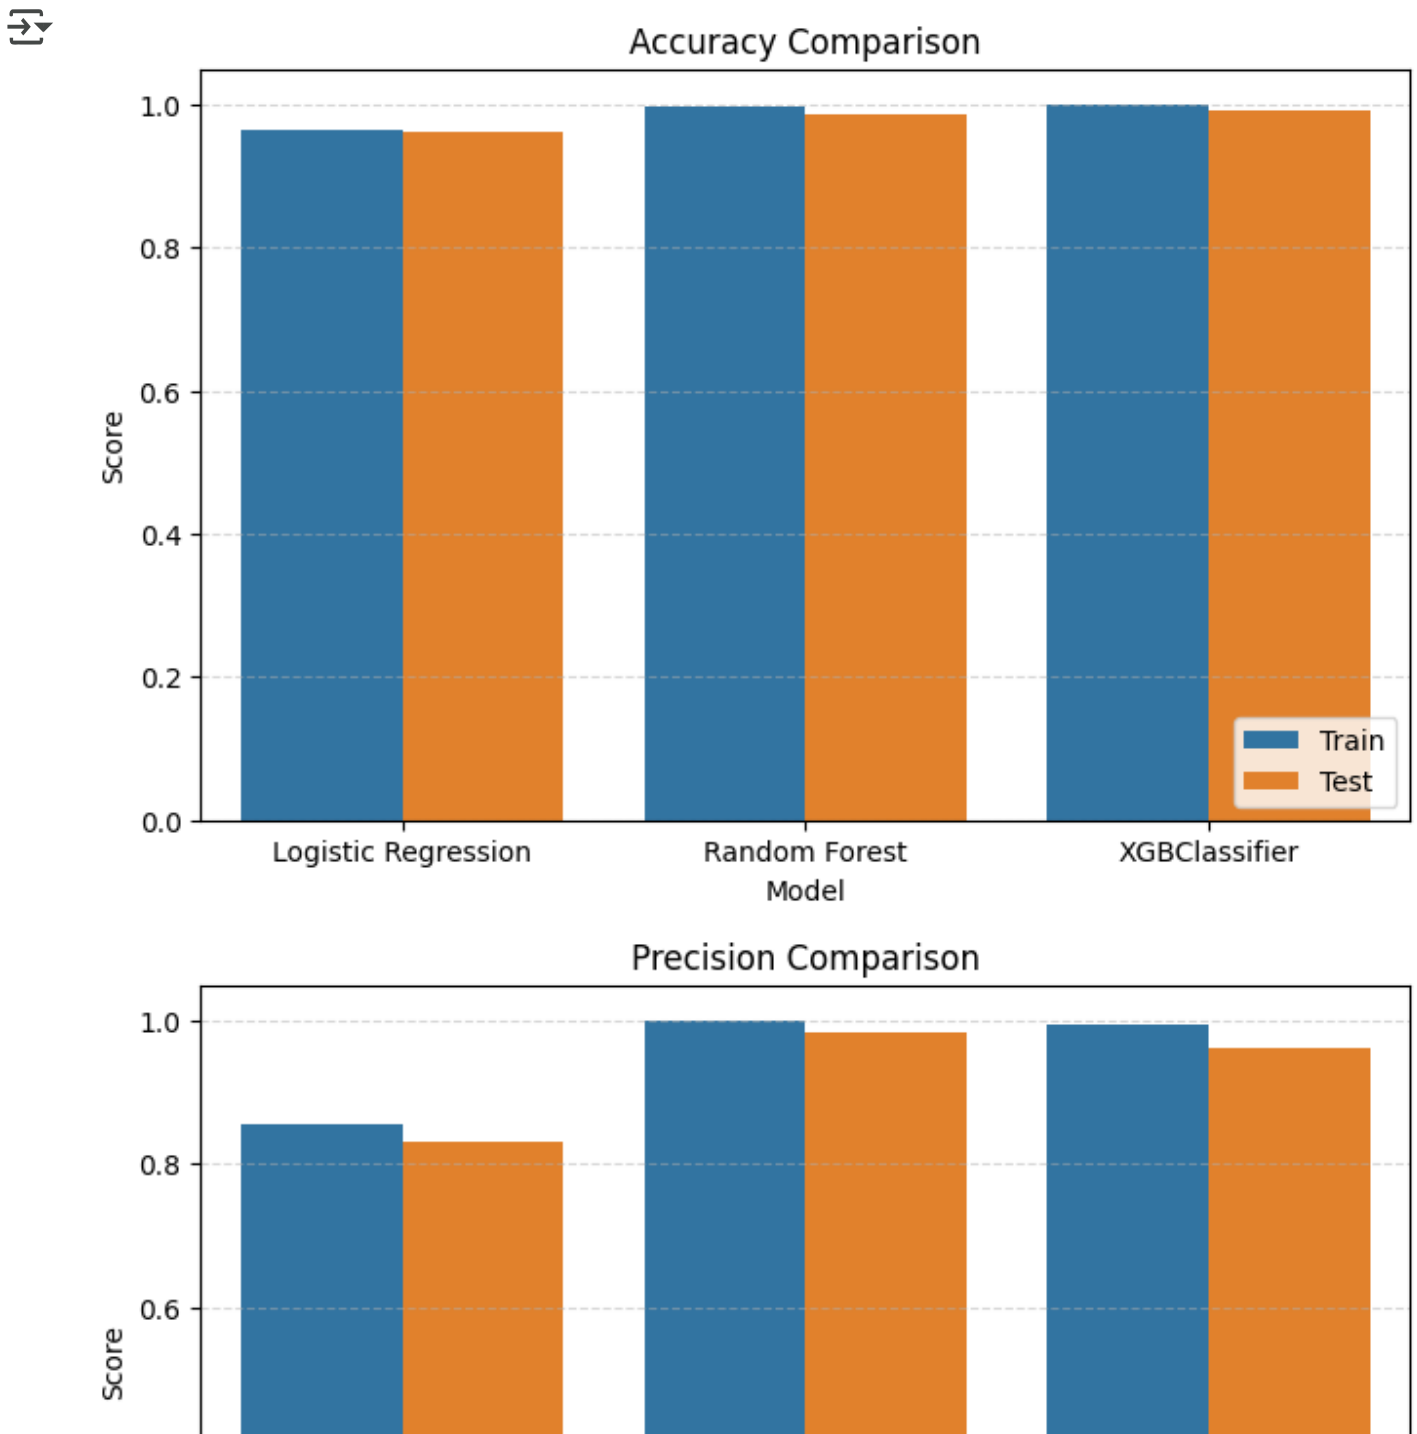 Accuracy Comparison
1.0
0.8
0.6
0.4
0.2
0.0
Score
Train
Test
Logistic Regression
Random Forest
XGBClassifier
Model
Precision Comparison
1.0
0.8
0.6
Score